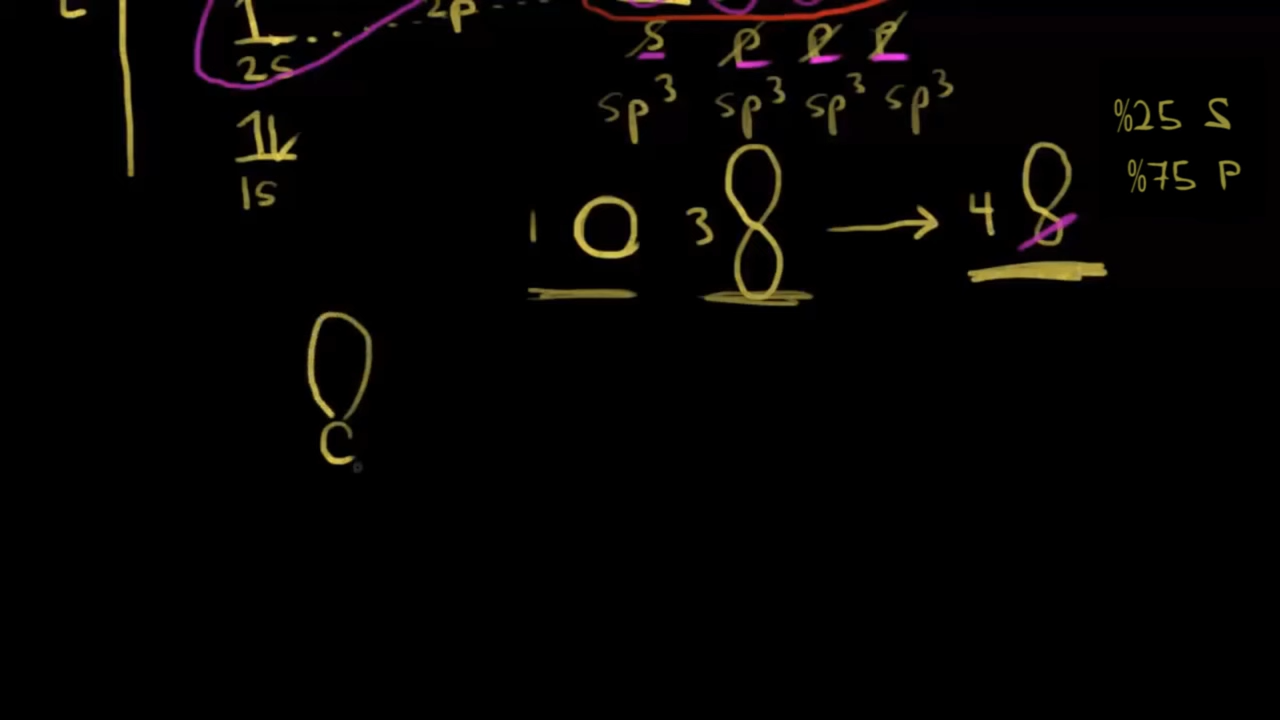 2p
2s
s p p p
sp³ sp³ sp³ sp³
1s
%25 S
%75 P
1 3 → 4
C